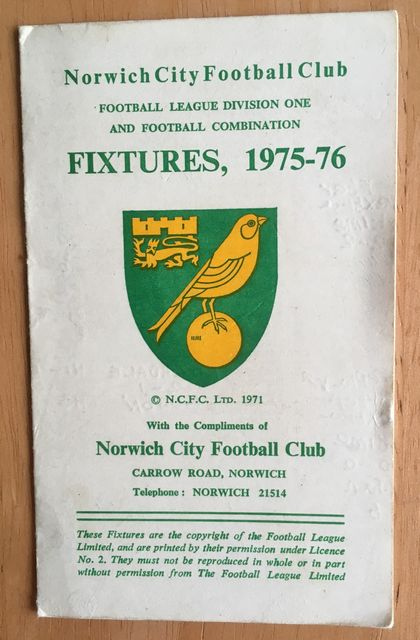 Norwich City Football Club
FOOTBALL LEAGUE DIVISION ONE
AND FOOTBALL COMBINATION
FIXTURES, 1975-76
© N.C.F.C. LTD. 1971
With the Compliments of
Norwich City Football Club
CARROW ROAD, NORWICH
Telephone: NORWICH 21514
These Fixtures are the copyright of the Football League
Limited, and are printed by their permission under Licence
No. 2. They must not be reproduced in whole or in part
without permission from The Football League Limited